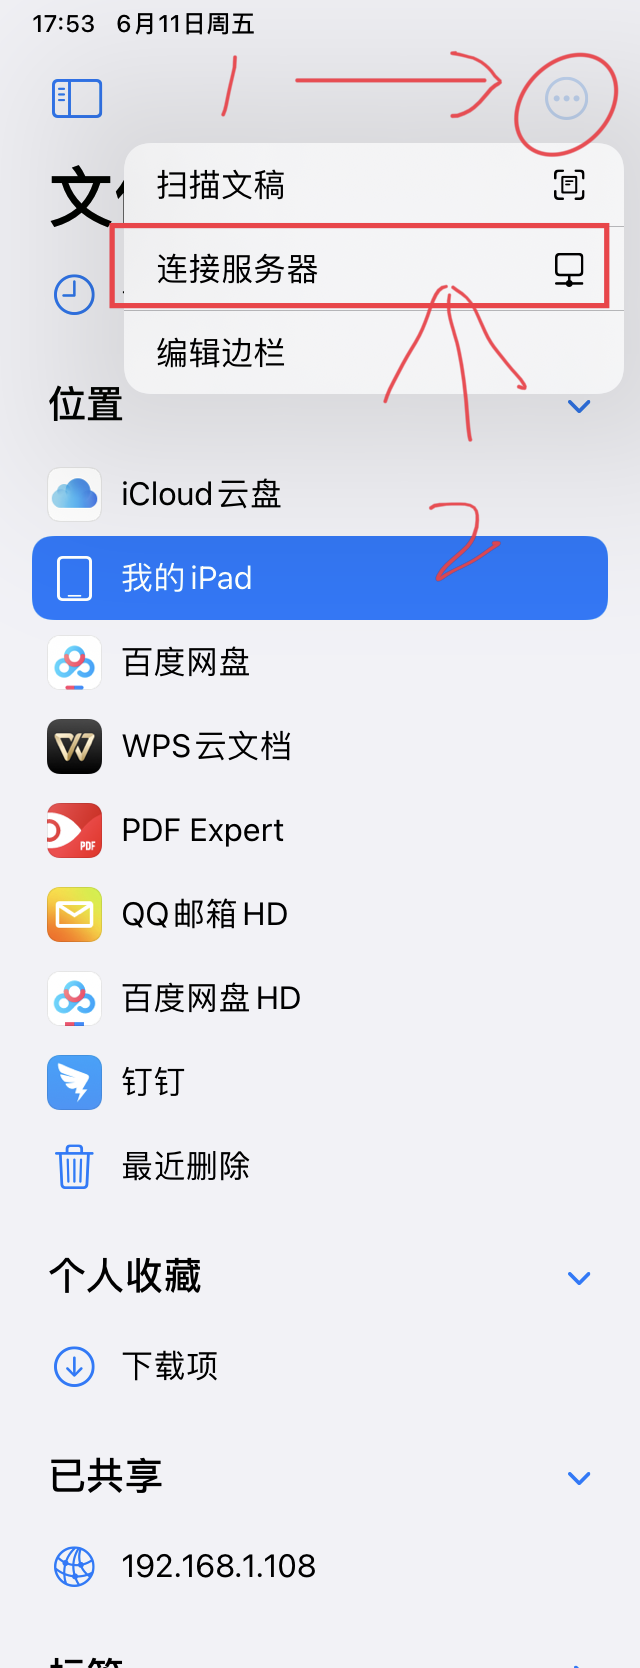 17:53 6月11日周五
1
文
扫描文稿
连接服务器
编辑边栏
位置
iCloud云盘
2
我的iPad
百度网盘
WPS云文档
PDF Expert
PDF
QQ邮箱HD
百度网盘HD
钉钉
最近删除
个人收藏
下载项
已共享
192.168.1.108